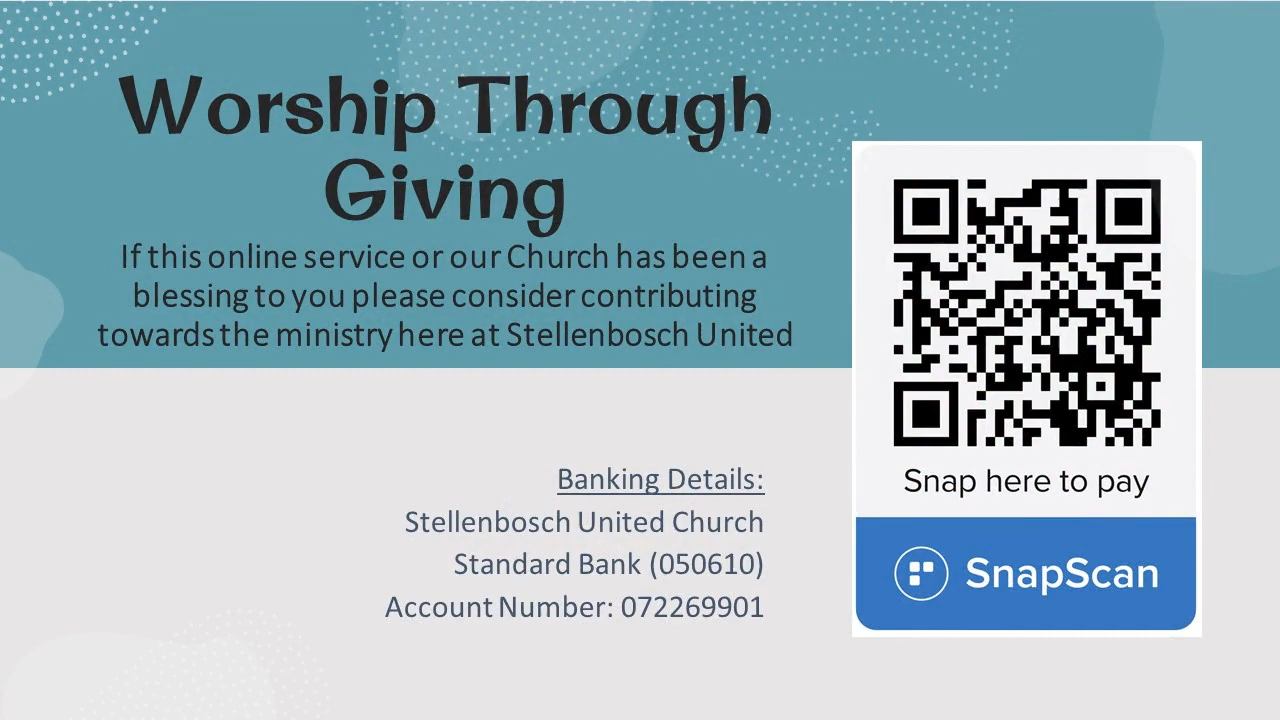 Worship Through
Giving
If this online service or our Church has been a
blessing to you please consider contributing
towards the ministry here at Stellenbosch United
Banking Details:
Stellenbosch United Church
Standard Bank (050610)
Account Number: 072269901
Snap here to pay
SnapScan